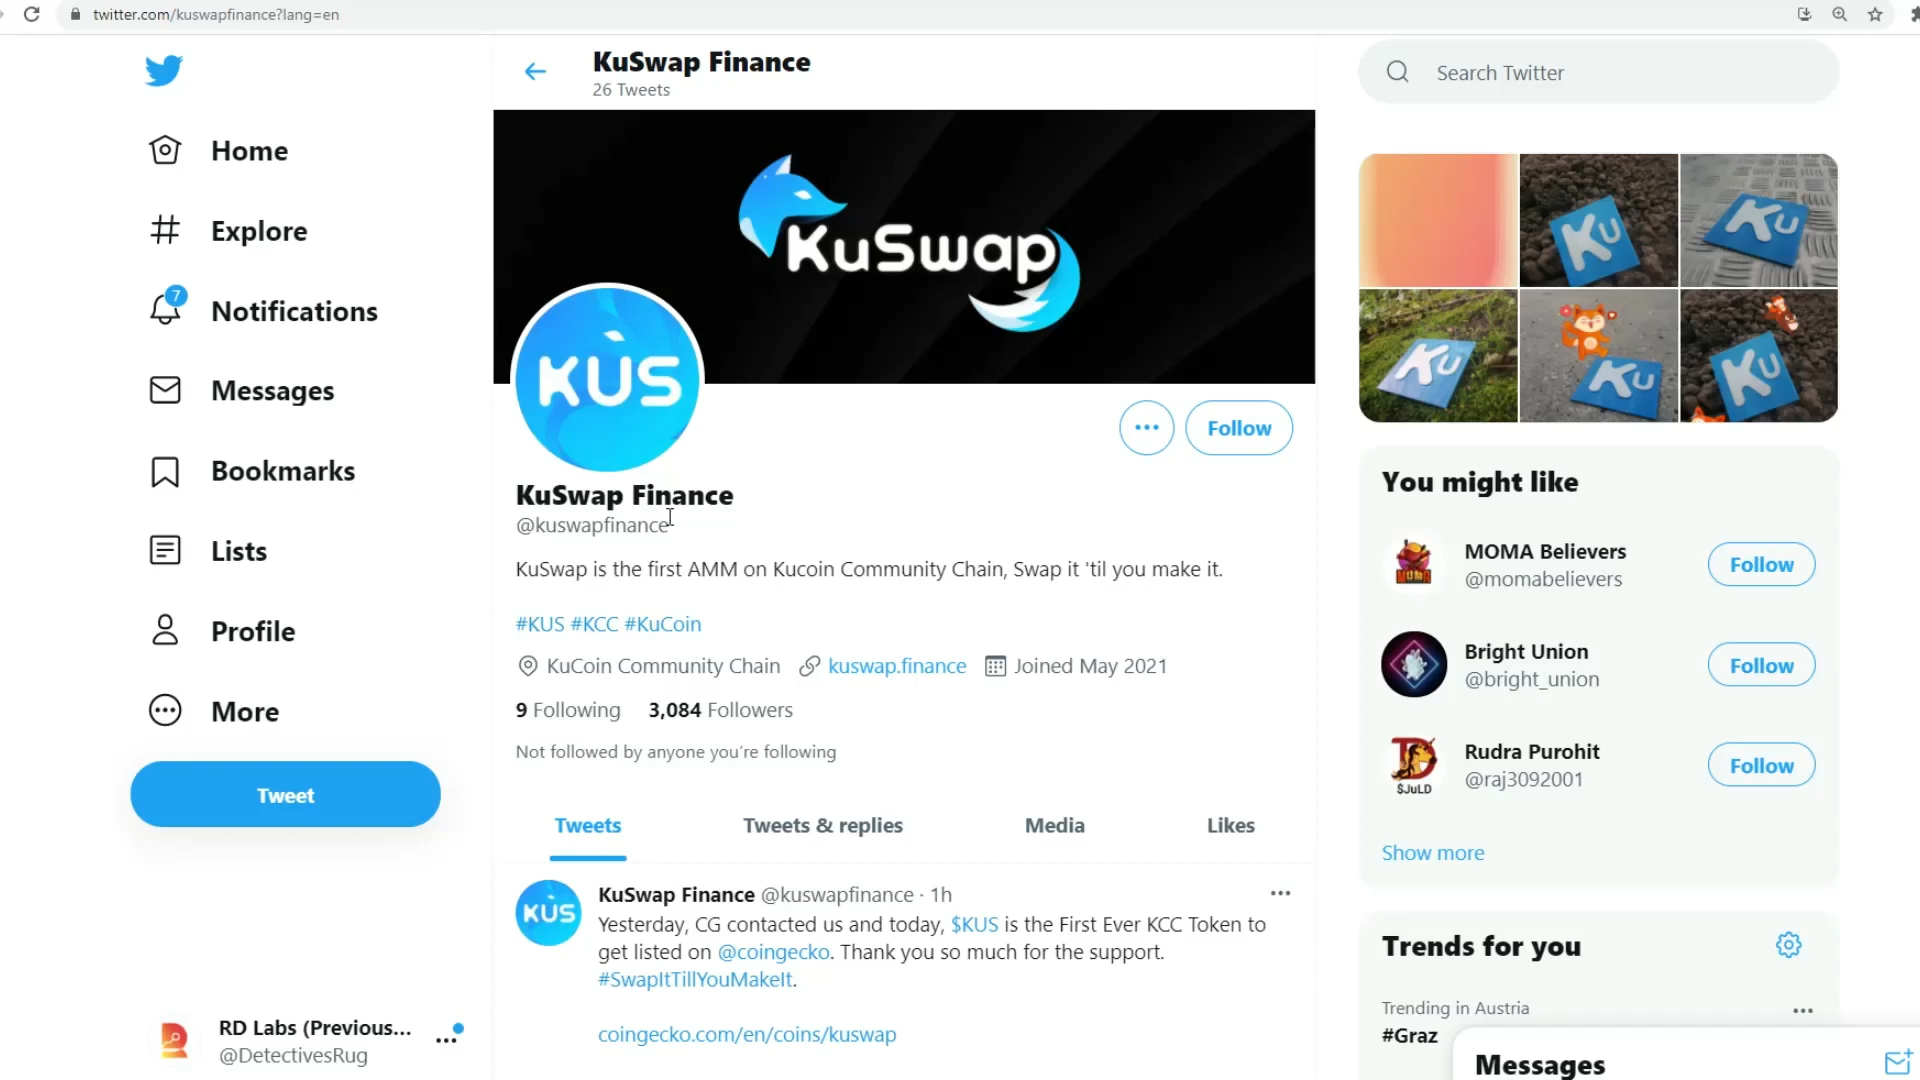 twitter.com/kuswapfinance?lang=en
KuSwap Finance
26 Tweets
Search Twitter
Home
Explore
7
Notifications
Messages
Bookmarks
Lists
Profile
More
Tweet
RD Labs (Previous...
@DetectivesRug
KuSwap
KUS
Follow
KuSwap Finance
@kuswapfinance
KuSwap is the first AMM on Kucoin Community Chain, Swap it 'til you make it.
#KUS #KCC #KuCoin
KuCoin Community Chain kuswap.finance Joined May 2021
9 Following 3,084 Followers
Not followed by anyone you're following
Tweets Tweets & replies Media Likes
KUS
KuSwap Finance @kuswapfinance · 1h
Yesterday, CG contacted us and today, $KUS is the First Ever KCC Token to
get listed on @coingecko. Thank you so much for the support.
#SwapItTillYouMakeIt.
coingecko.com/en/coins/kuswap
Ku
Ku
Ku
Ku
Ku
You might like
MOMA Believers
@momabelievers
Follow
Bright Union
@bright_union
Follow
Rudra Purohit
@raj3092001
Follow
$JulD
Show more
Trends for you
Trending in Austria
#Graz
Messages